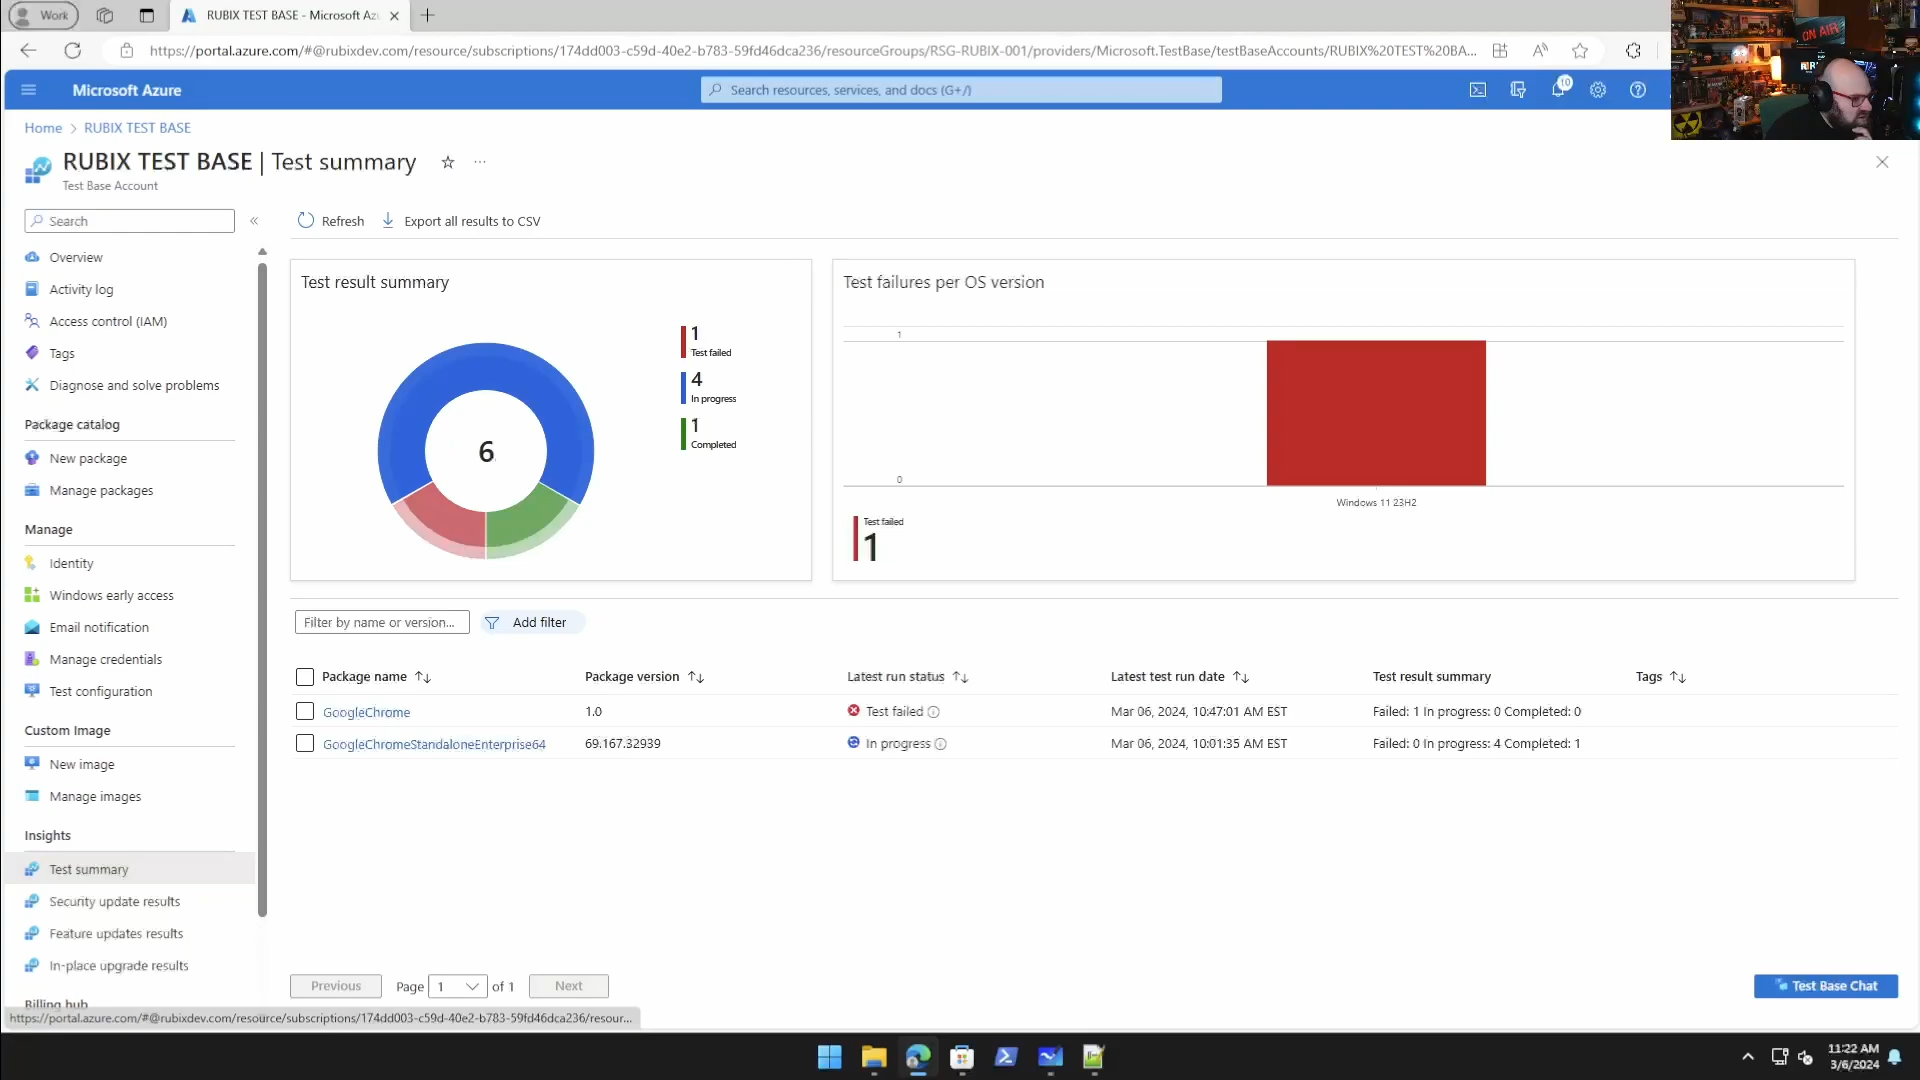 Work
RUBIX TEST BASE - Microsoft Az
https://portal.azure.com/#@rubixdev.com/resource/subscriptions/174dd003-c59d-40e2-b783-59fd46dca236/resourceGroups/RSG-RUBIX-001/providers/Microsoft.TestBase/testBaseAccounts/RUBIX%20TEST%20BA...
ON AIR
Microsoft Azure
Search resources, services, and docs (G+/)
10
Home > RUBIX TEST BASE
RUBIX TEST BASE | Test summary
Test Base Account
Search
Refresh
Export all results to CSV
Overview
Activity log
Access control (IAM)
Tags
Diagnose and solve problems
Package catalog
New package
Manage packages
Manage
Identity
Windows early access
Email notification
Manage credentials
Test configuration
Custom Image
New image
Manage images
Insights
Test summary
Security update results
Feature updates results
In-place upgrade results
Billing hub
Test result summary
6
1
Test failed
4
In progress
1
Completed
Test failures per OS version
1
0
Windows 11 23H2
Test failed
1
Filter by name or version...
Add filter
Package name Package version Latest run status Latest test run date Test result summary Tags
GoogleChrome 1.0 Test failed Mar 06, 2024, 10:47:01 AM EST Failed: 1 In progress: 0 Completed: 0
GoogleChromeStandaloneEnterprise64 69.167.32939 In progress Mar 06, 2024, 10:01:35 AM EST Failed: 0 In progress: 4 Completed: 1
Previous Page 1 of 1 Next
Test Base Chat
https://portal.azure.com/#@rubixdev.com/resource/subscriptions/174dd003-c59d-40e2-b783-59fd46dca236/resour...
11:22 AM
3/6/2024